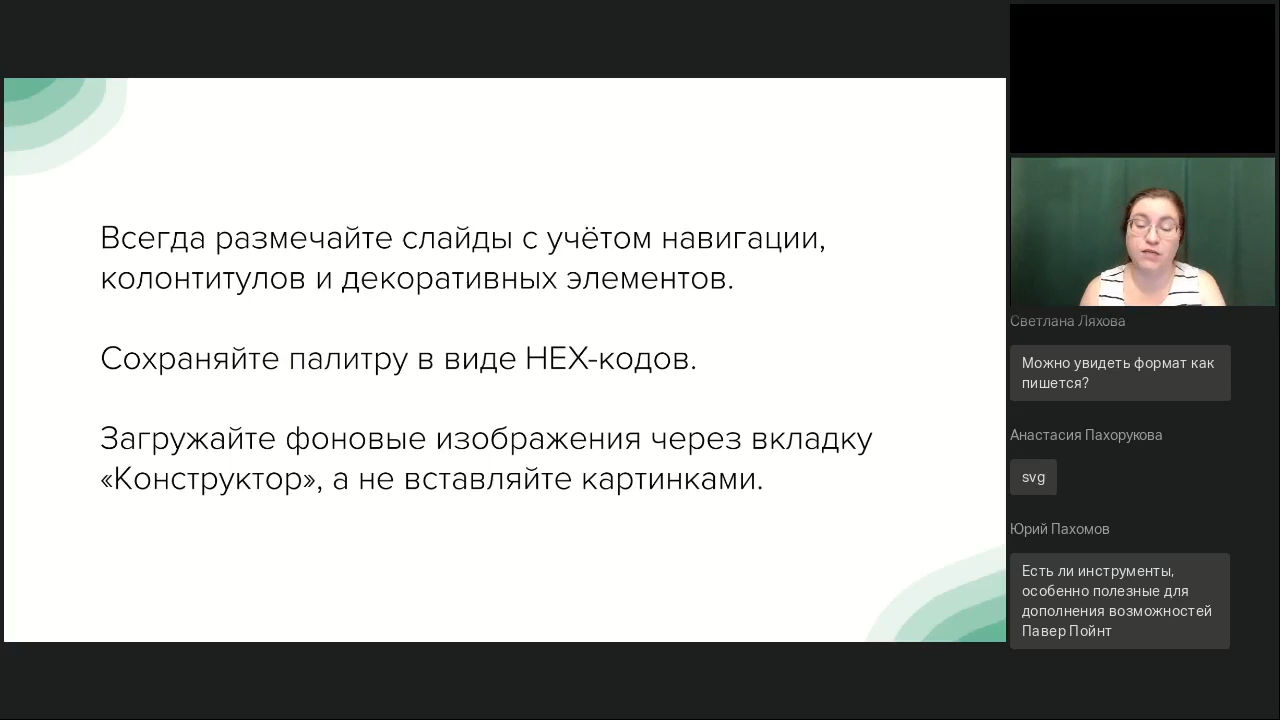 Всегда размечайте слайды с учётом навигации,
колонтитулов и декоративных элементов.
Сохраняйте палитру в виде HEX-кодов.
Загружайте фоновые изображения через вкладку
«Конструктор», а не вставляйте картинками.
Светлана Ляхова
Можно увидеть формат как
пишется?
Анастасия Пахорукова
svg
Юрий Пахомов
Есть ли инструменты,
особенно полезные для
дополнения возможностей
Павер Пойнт